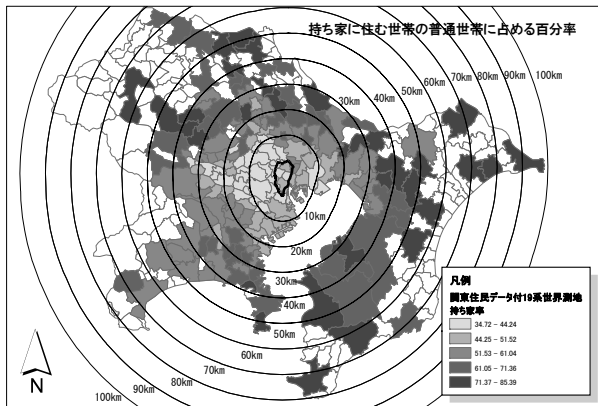 持ち家に住む世帯の普通世帯に占める百分率
30km
40km
50km
60km
70km
80km
90km
100km
10km
20km
30km
40km
50km
60km
70km
80km
90km
100km
N
凡例
関東住民データ付19系世界測地
持ち家率
34.72 - 44.24
44.25 - 51.52
51.53 - 61.04
61.05 - 71.36
71.37 - 85.39